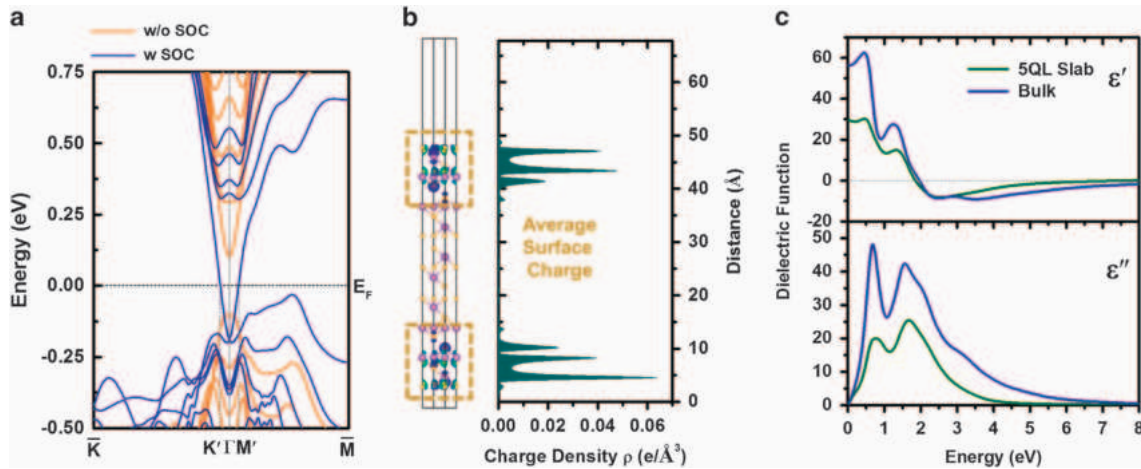 a
w/o SOC
w SOC
0.75
0.50
0.25
0.00
-0.25
-0.50
Energy (eV)
E_F
K̅
K'Γ̅M'
M̅
b
Average
Surface
Charge
60
50
40
30
20
10
0
Distance (Å)
0.00 0.02 0.04 0.06
Charge Density ρ (e/Å³)
c
60
40
20
0
-20
5QL Slab
Bulk
ε'
Dielectric Function
50
40
30
20
10
0
ε''
0 1 2 3 4 5 6 7 8
Energy (eV)